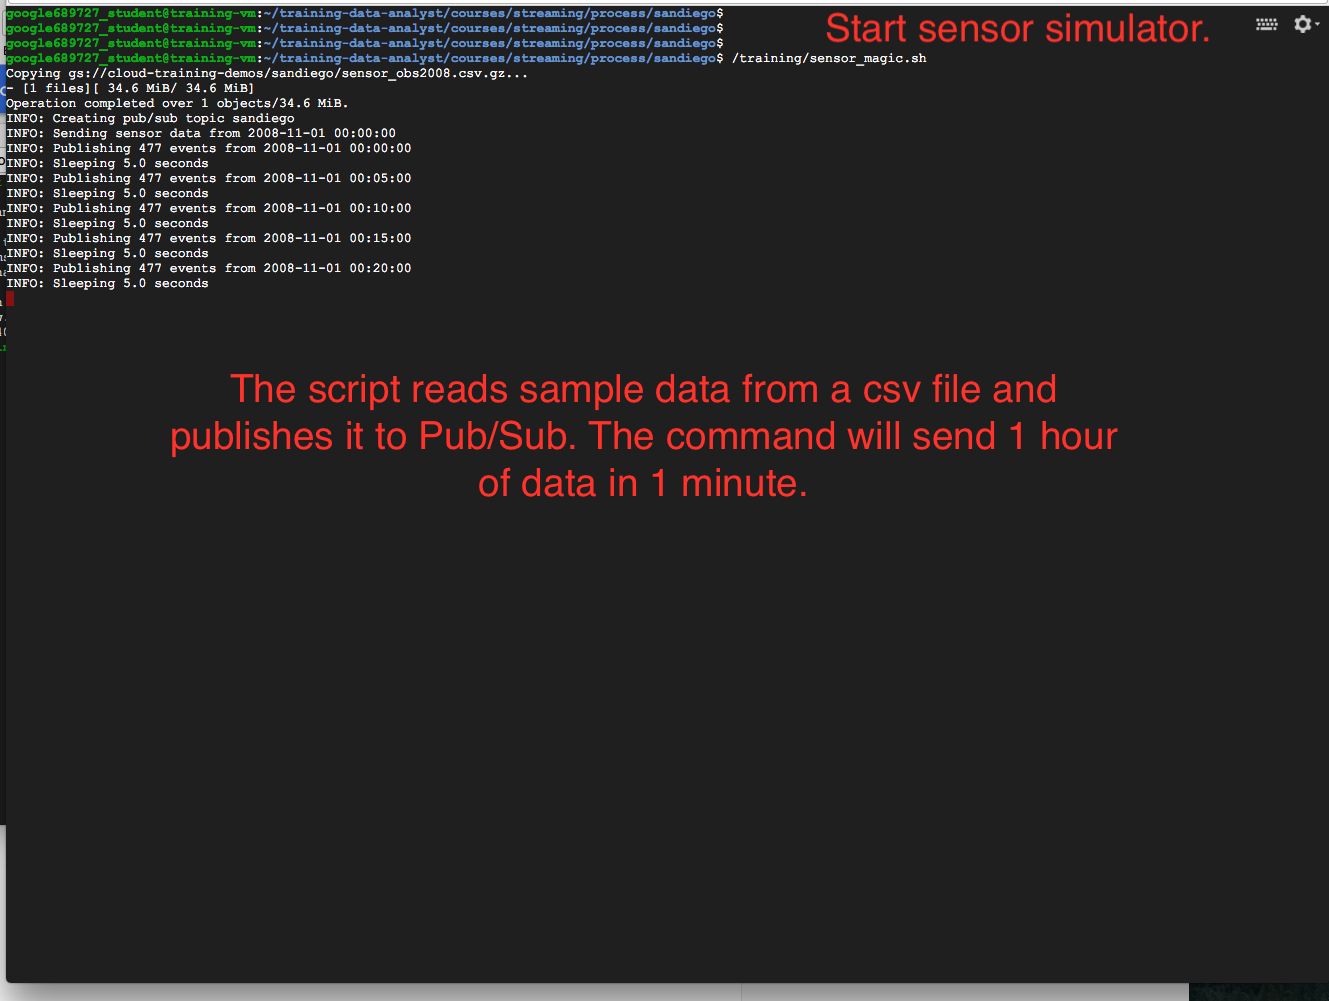 google689727_student@training-vm:~/training-data-analyst/courses/streaming/process/sandiego$
google689727_student@training-vm:~/training-data-analyst/courses/streaming/process/sandiego$
google689727_student@training-vm:~/training-data-analyst/courses/streaming/process/sandiego$
google689727_student@training-vm:~/training-data-analyst/courses/streaming/process/sandiego$ /training/sensor_magic.sh
Start sensor simulator.
Copying gs://cloud-training-demos/sandiego/sensor_obs2008.csv.gz...
- [1 files][ 34.6 MiB/ 34.6 MiB]
Operation completed over 1 objects/34.6 MiB.
INFO: Creating pub/sub topic sandiego
INFO: Sending sensor data from 2008-11-01 00:00:00
INFO: Publishing 477 events from 2008-11-01 00:00:00
INFO: Sleeping 5.0 seconds
INFO: Publishing 477 events from 2008-11-01 00:05:00
INFO: Sleeping 5.0 seconds
INFO: Publishing 477 events from 2008-11-01 00:10:00
INFO: Sleeping 5.0 seconds
INFO: Publishing 477 events from 2008-11-01 00:15:00
INFO: Sleeping 5.0 seconds
INFO: Publishing 477 events from 2008-11-01 00:20:00
INFO: Sleeping 5.0 seconds
The script reads sample data from a csv file and
publishes it to Pub/Sub. The command will send 1 hour
of data in 1 minute.